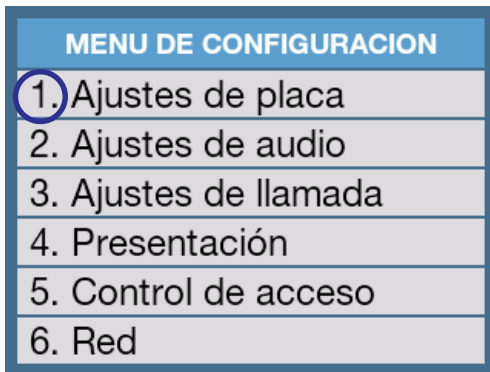 MENU DE CONFIGURACION
1. Ajustes de placa
2. Ajustes de audio
3. Ajustes de llamada
4. Presentación
5. Control de acceso
6. Red